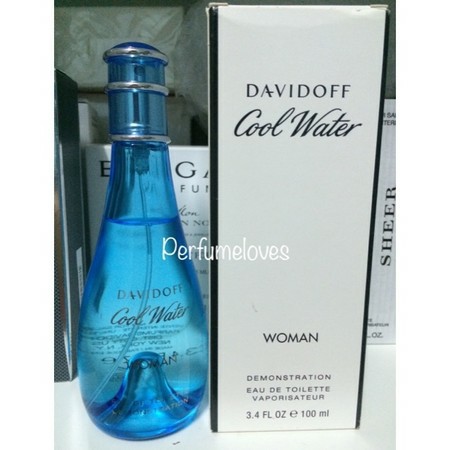 DAVIDOFF
Cool Water
WOMAN
DEMONSTRATION
EAU DE TOILETTE
VAPORISATEUR
3.4 FL OZ e 100 ml
Perfumeloves
DAVIDOFF
Cool Water
WOMAN
SHEER